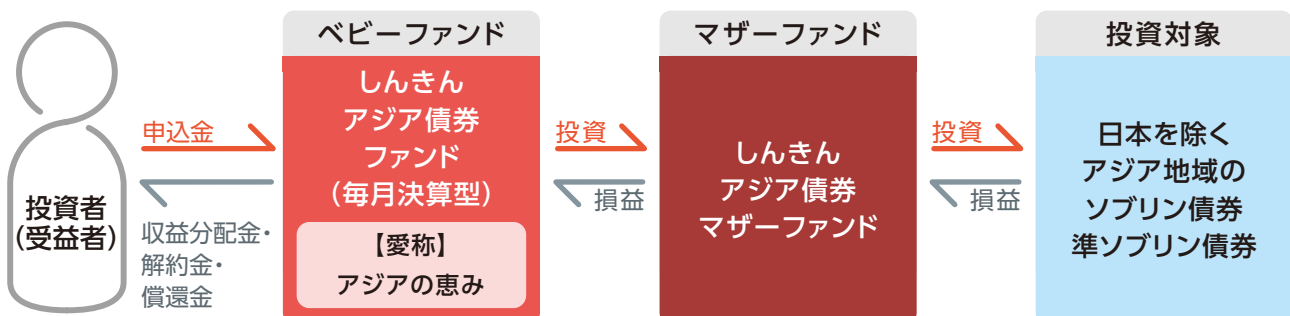 投資者
(受益者)
申込金
収益分配金・
解約金・
償還金
ベビーファンド
しんきん
アジア債券
ファンド
(毎月決算型)
【愛称】
アジアの恵み
投資
損益
マザーファンド
しんきん
アジア債券
マザーファンド
投資
損益
投資対象
日本を除く
アジア地域の
ソブリン債券
準ソブリン債券